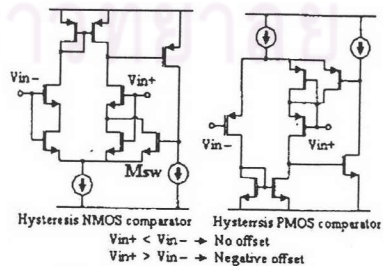 Vin-
Vin+
Msw
Vin-
Vin+
Hysteresis NMOS comparator
Hysterrsis PMOS comparator
Vin+ < Vin- → No offset
Vin+ > Vin- → Negative offset